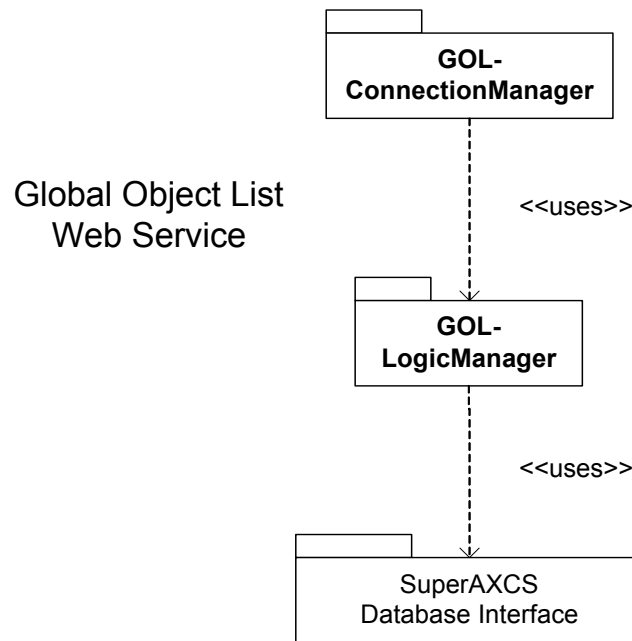 GOL-
ConnectionManager
Global Object List
Web Service
<<uses>>
GOL-
LogicManager
<<uses>>
SuperAXCS
Database Interface